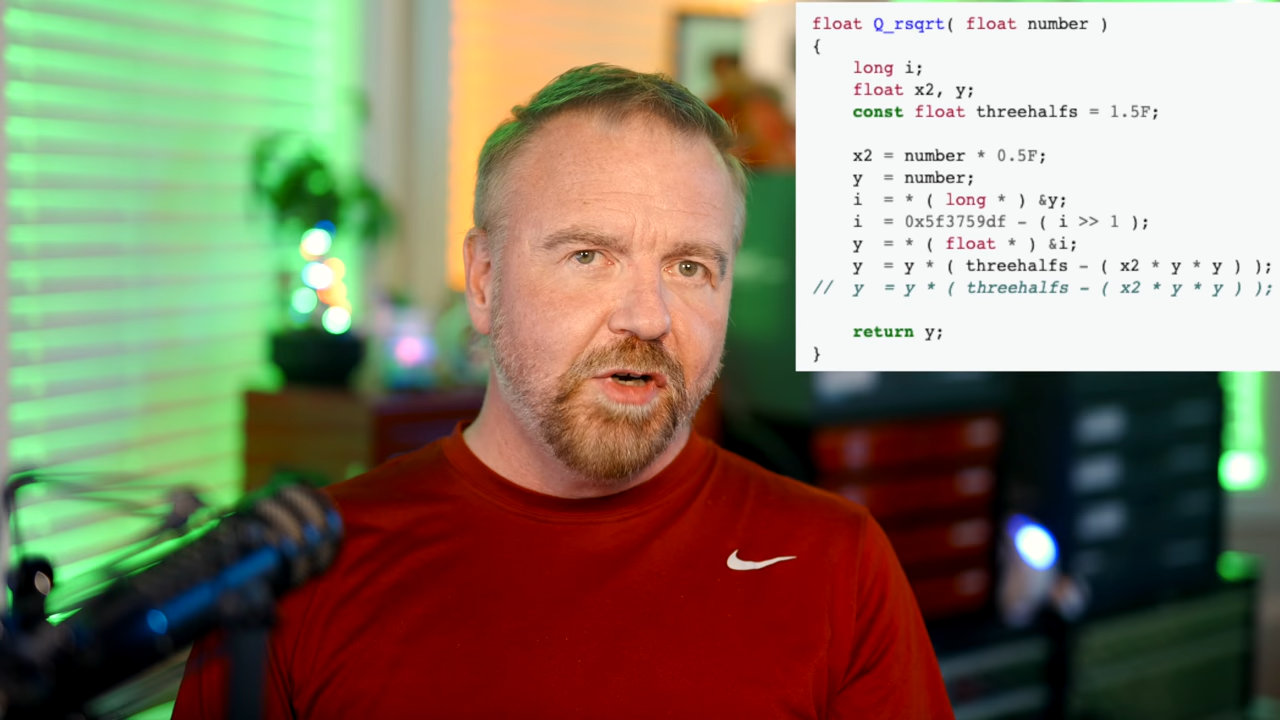 float Q_rsqrt( float number )
{
    long i;
    float x2, y;
    const float threehalfs = 1.5F;

    x2 = number * 0.5F;
    y  = number;
    i  = * ( long * ) &y;
    i  = 0x5f3759df - ( i >> 1 );
    y  = * ( float * ) &i;
    y  = y * ( threehalfs - ( x2 * y * y ) );
//  y  = y * ( threehalfs - ( x2 * y * y ) );

    return y;
}